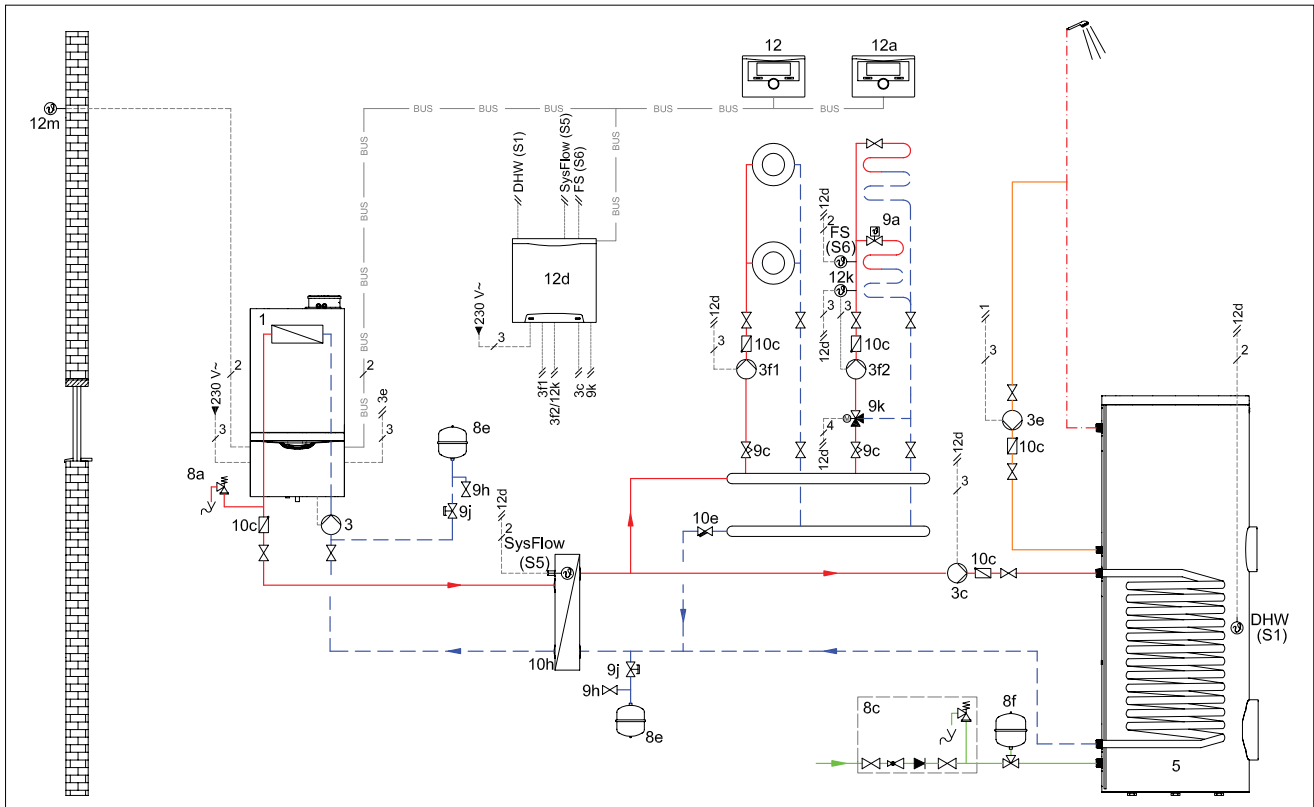 12
12a
12m
BUS BUS BUS BUS BUS BUS BUS
BUS
BUS
BUS
DHW (S1)
SysFlow (S5)
FS (S6)
BUS
12d
230 V~
3
3f1
3f2/12k
3c
9k
1
2
2
230 V~
3
3e
3
8a
10c
3
8e
9h
9j
12d
2
SysFlow
(S5)
10h
10e
9j
9h
8e
12d
3
10c
3f1
9c
12d
2
FS
(S6)
9a
12k
3
12d
3
10c
3f2
9k
M
4
12d
9c
12d
3
3c
10c
1
3
3e
10c
12d
2
DHW
(S1)
5
8c
8f